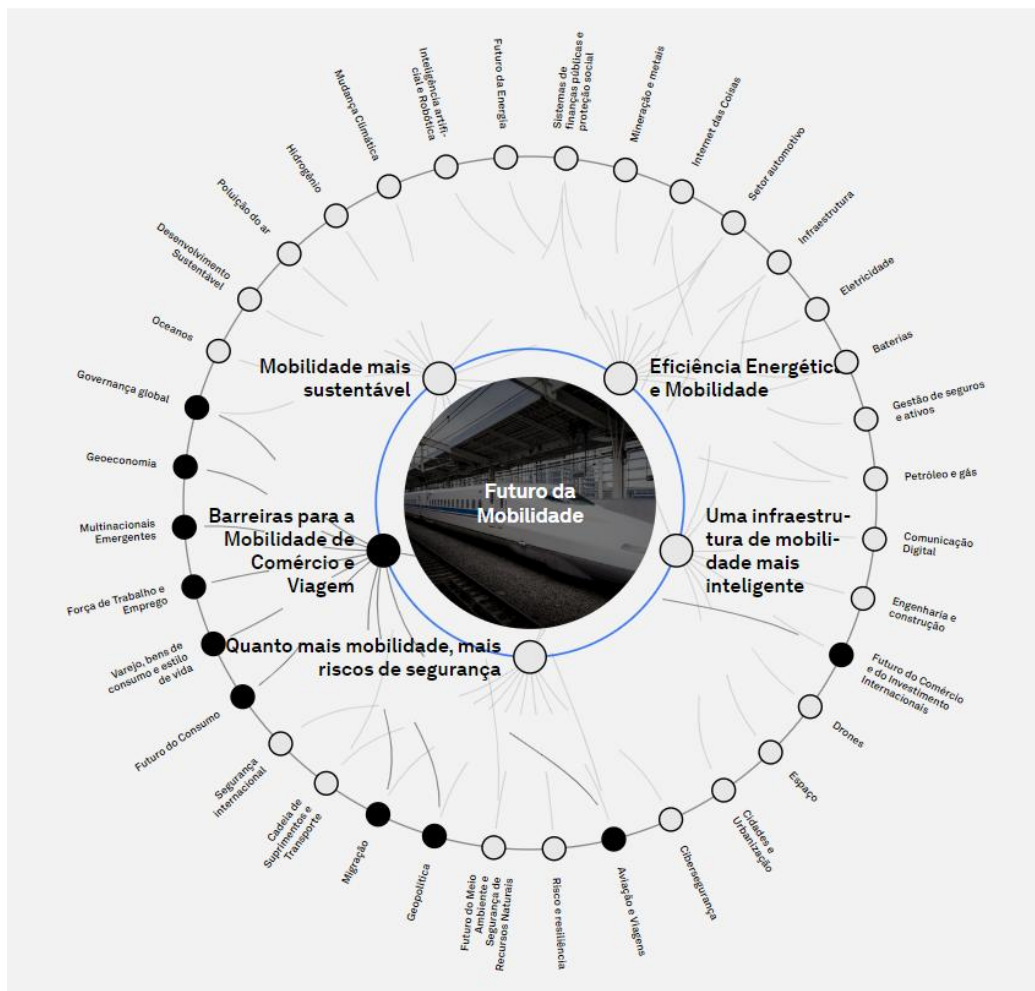 Futuro da
Mobilidade
Mobilidade mais
sustentável
Eficiência Energétic
e Mobilidade
Uma infraestru-
tura de mobili-
dade mais
inteligente
Quanto mais mobilidade, mais
riscos de segurança
Barreiras para a
Mobilidade de
Comércio e
Viagem
Futuro da Energia
Sistemas de
finanças públicas e
proteção social
Mineração e metais
Internet das Coisas
Setor automotivo
Infraestrutura
Eletricidade
Baterias
Gestão de seguros
e ativos
Petróleo e gás
Comunicação
Digital
Engenharia e
construção
Futuro do Comércio
e do Investimento
Internacionais
Drones
Espaço
Cidades e
Urbanização
Cibersegurança
Aviação e Viagens
Risco e resiliência
Futuro do Meio
Ambiente e
Segurança de
Recursos Naturais
Geopolítica
Migração
Cadeia de
Suprimentos e
Transporte
Segurança
internacional
Futuro do Consumo
Varejo, bens de
consumo e estilo
de vida
Força de Trabalho e
Emprego
Multinacionais
Emergentes
Geoeconomia
Governança global
Oceanos
Desenvolvimento
Sustentável
Poluição do ar
Hidrogênio
Mudança Climática
Inteligência artifi-
cial e Robótica